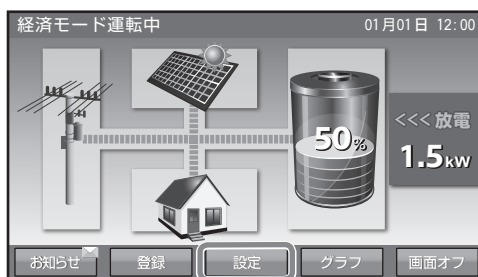 経済モード運転中
01月01日 12:00
50%
<<< 放電
1.5kW
お知らせ
登録
設定
グラフ
画面オフ